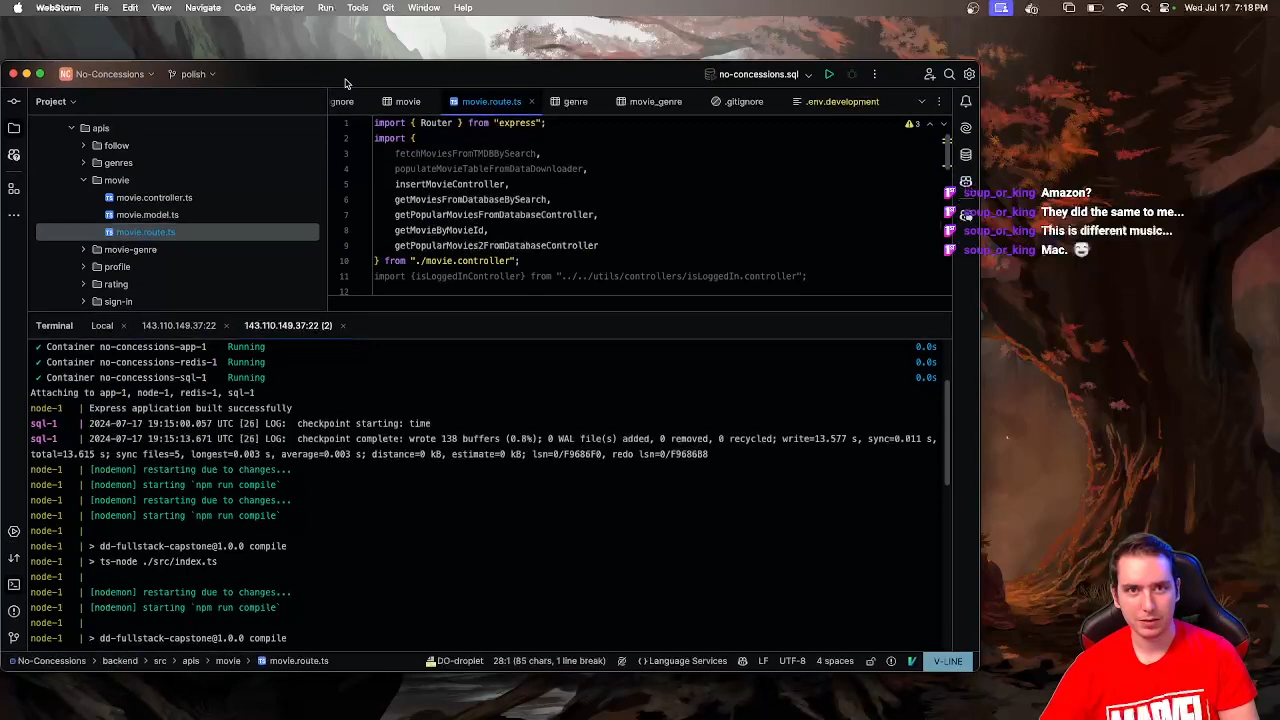 WebStorm File Edit View Navigate Code Refactor Run Tools Git Window Help Wed Jul 17 7:18 PM
NC No-Concessions polish no-concessions.sql
Project
gnore movie movie.route.ts genre movie_genre .gitignore .env.development
apis
follow
genres
movie
movie.controller.ts
movie.model.ts
movie.route.ts
movie-genre
profile
rating
sign-in
1 import { Router } from "express";
2 import {
3 fetchMoviesFromTMDBBySearch,
4 populateMovieTableFromDataDownloader,
5 insertMovieController,
6 getMoviesFromDatabaseBySearch,
7 getPopularMoviesFromDatabaseController,
8 getMovieByMovieId,
9 getPopularMovies2FromDatabaseController
10 } from "./movie.controller";
11 import {isLoggedInController} from "../../utils/controllers/isLoggedIn.controller";
12
3
soup_or_king Amazon?
soup_or_king They did the same to me...
soup_or_king This is different music...
soup_or_king Mac.
Terminal Local 143.110.149.37:22 143.110.149.37:22 (2)
✓ Container no-concessions-app-1 Running 0.0s
✓ Container no-concessions-redis-1 Running 0.0s
✓ Container no-concessions-sql-1 Running 0.0s
Attaching to app-1, node-1, redis-1, sql-1
node-1 | Express application built successfully
sql-1 | 2024-07-17 19:15:00.057 UTC [26] LOG: checkpoint starting: time
sql-1 | 2024-07-17 19:15:13.671 UTC [26] LOG: checkpoint complete: wrote 138 buffers (0.8%); 0 WAL file(s) added, 0 removed, 0 recycled; write=13.577 s, sync=0.011 s,
total=13.615 s; sync files=5, longest=0.003 s, average=0.003 s; distance=0 kB, estimate=0 kB; lsn=0/F9686F0, redo lsn=0/F9686B8
node-1 | [nodemon] restarting due to changes...
node-1 | [nodemon] starting `npm run compile`
node-1 | [nodemon] restarting due to changes...
node-1 | [nodemon] starting `npm run compile`
node-1 |
node-1 | > dd-fullstack-capstone@1.0.0 compile
node-1 | > ts-node ./src/index.ts
node-1 |
node-1 | [nodemon] restarting due to changes...
node-1 | [nodemon] starting `npm run compile`
node-1 |
node-1 | > dd-fullstack-capstone@1.0.0 compile
No-Concessions > backend > src > apis > movie > movie.route.ts DO-droplet 28:1 (85 chars, 1 line break) Language Services LF UTF-8 4 spaces V-LINE
MARVEL